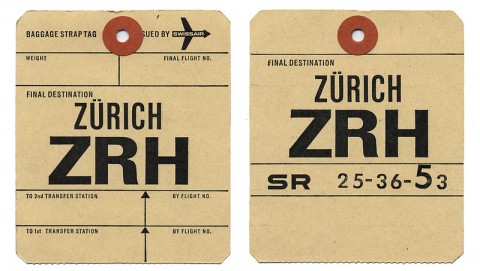 BAGGAGE STRAP TAG SUED BY SWISSAIR
WEIGHT FINAL FLIGHT NO.
FINAL DESTINATION
ZÜRICH
ZRH
TO 2nd TRANSFER STATION BY FLIGHT NO.
TO 1st TRANSFER STATION BY FLIGHT NO.
FINAL DESTINATION
ZÜRICH
ZRH
SR 25-36-53